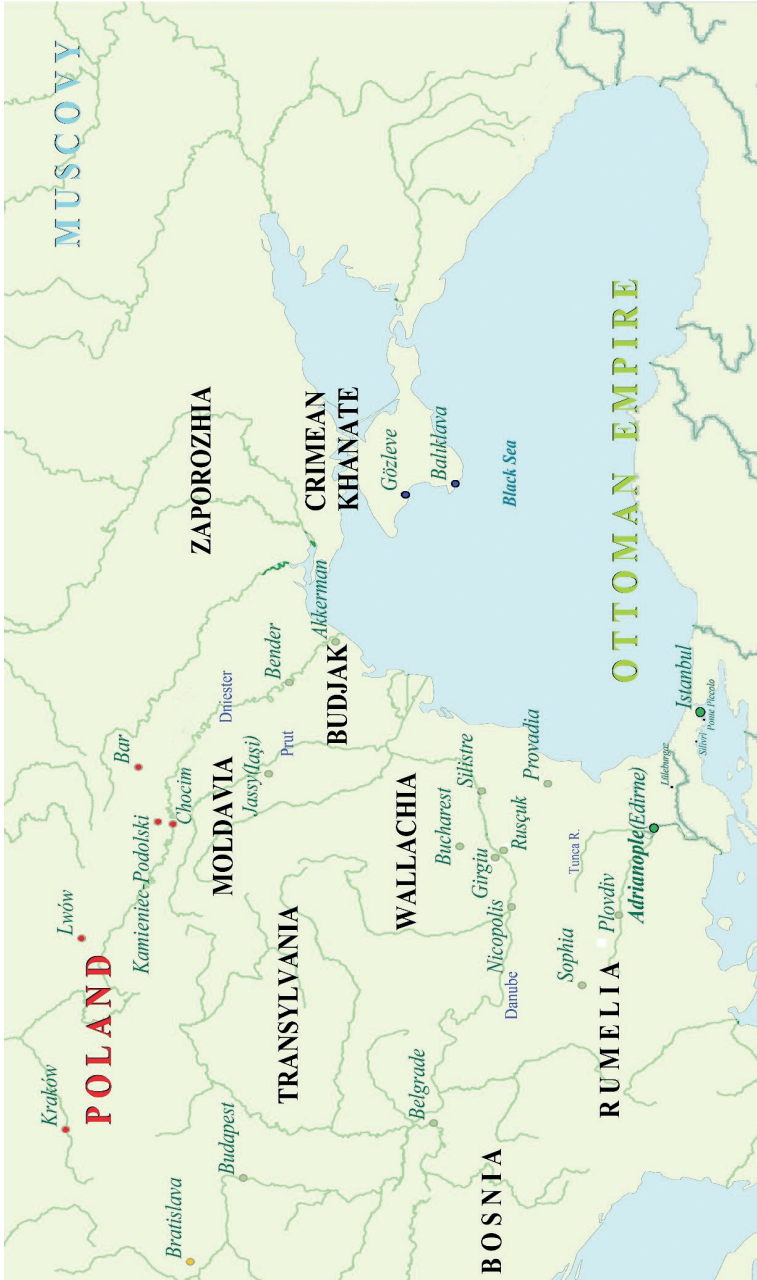 MUSCOVY
Kraków
Lwów
POLAND
Bar
Kamieniec-Podolski
Chocim
Bratislava
Budapest
ZAPOROZHIA
MOLDAVIA
Dniester
Bender
Jassy(Iaşi)
Prut
TRANSYLVANIA
CRIMEAN
KHANATE
Akkerman
BUDJAK
Gözleve
Balıklava
WALLACHIA
Belgrade
Bucharest
Silistre
Girgiu
Rusçuk
Nicopolis
Danube
Black Sea
BOSNIA
Provadia
Sophia
Tunca R.
Plovdiv
RUMELIA
Adrianople(Edirne)
OTTOMAN EMPIRE
Lüleburgaz
Istanbul
Silivri
Ponte Piccolo